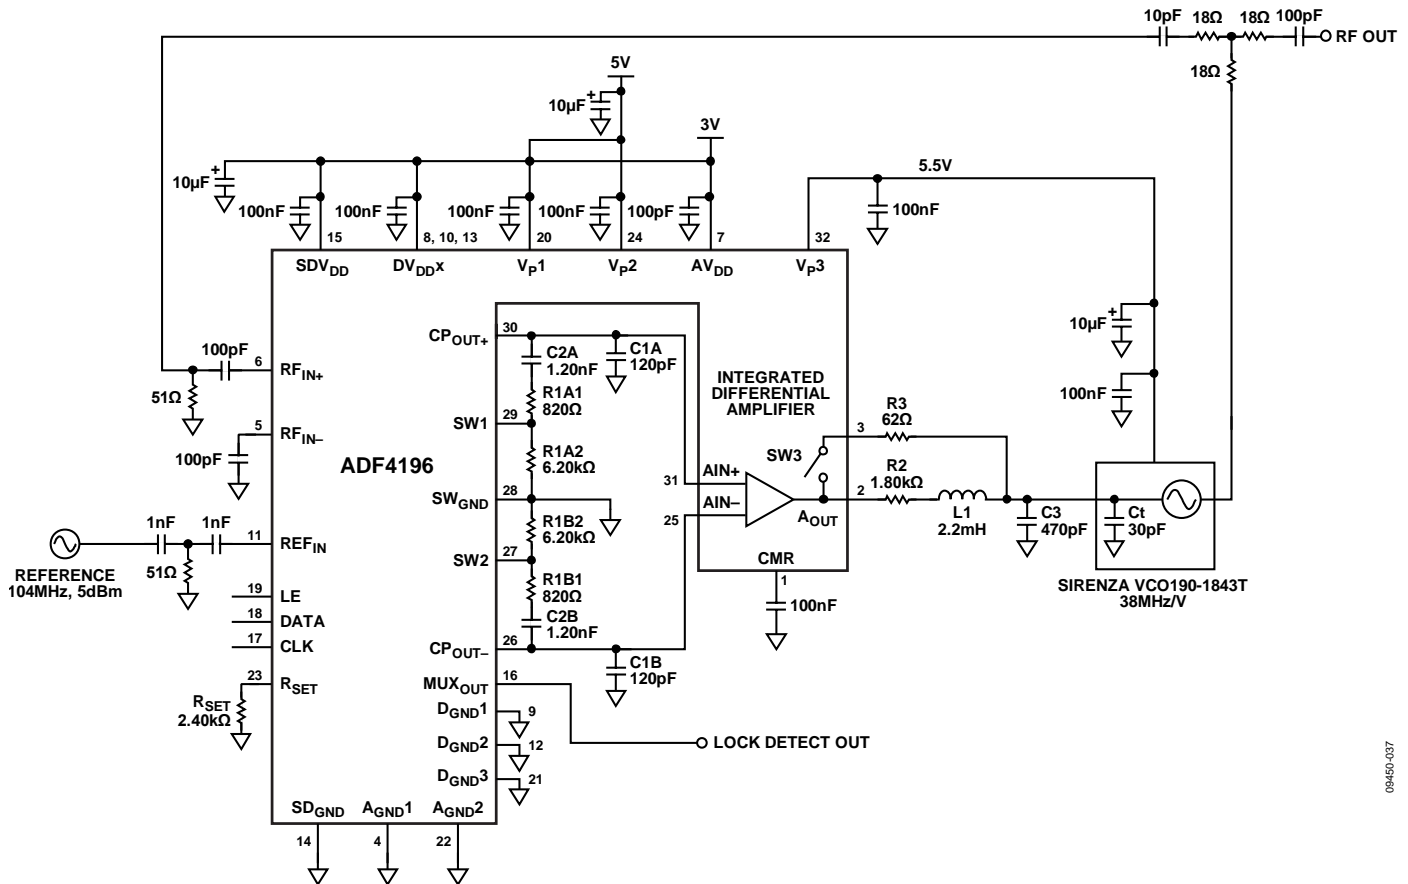 10pF 18Ω 18Ω 100pF
RF OUT
18Ω
5V
10µF +
3V
5.5V
10µF +
100nF 100nF 100nF 100nF 100pF 100nF
15 8, 10, 13 20 24 7 32
SDVDD DVDDx VP1 VP2 AVDD VP3
10µF +
100nF
100pF
6 RFIN+
51Ω
5 RFIN–
100pF
ADF4196
1nF 1nF
11 REFIN
51Ω
REFERENCE
104MHz, 5dBm
19 LE
18 DATA
17 CLK
23 RSET
RSET
2.40kΩ
CPOUT+ 30
C2A
1.20nF
C1A
120pF
R1A1
820Ω
SW1 29
R1A2
6.20kΩ
SWGND 28
R1B2
6.20kΩ
SW2 27
R1B1
820Ω
C2B
1.20nF
CPOUT– 26
C1B
120pF
MUXOUT 16
DGND1 9
DGND2 12
DGND3 21
LOCK DETECT OUT
SDGND AGND1 AGND2
14 4 22
INTEGRATED
DIFFERENTIAL
AMPLIFIER
SW3
31 AIN+
25 AIN–
AOUT
CMR
1
100nF
3 R3
62Ω
2 R2
1.80kΩ
L1
2.2mH
C3
470pF
Ct
30pF
SIRENZA VCO190-1843T
38MHz/V
09450-037